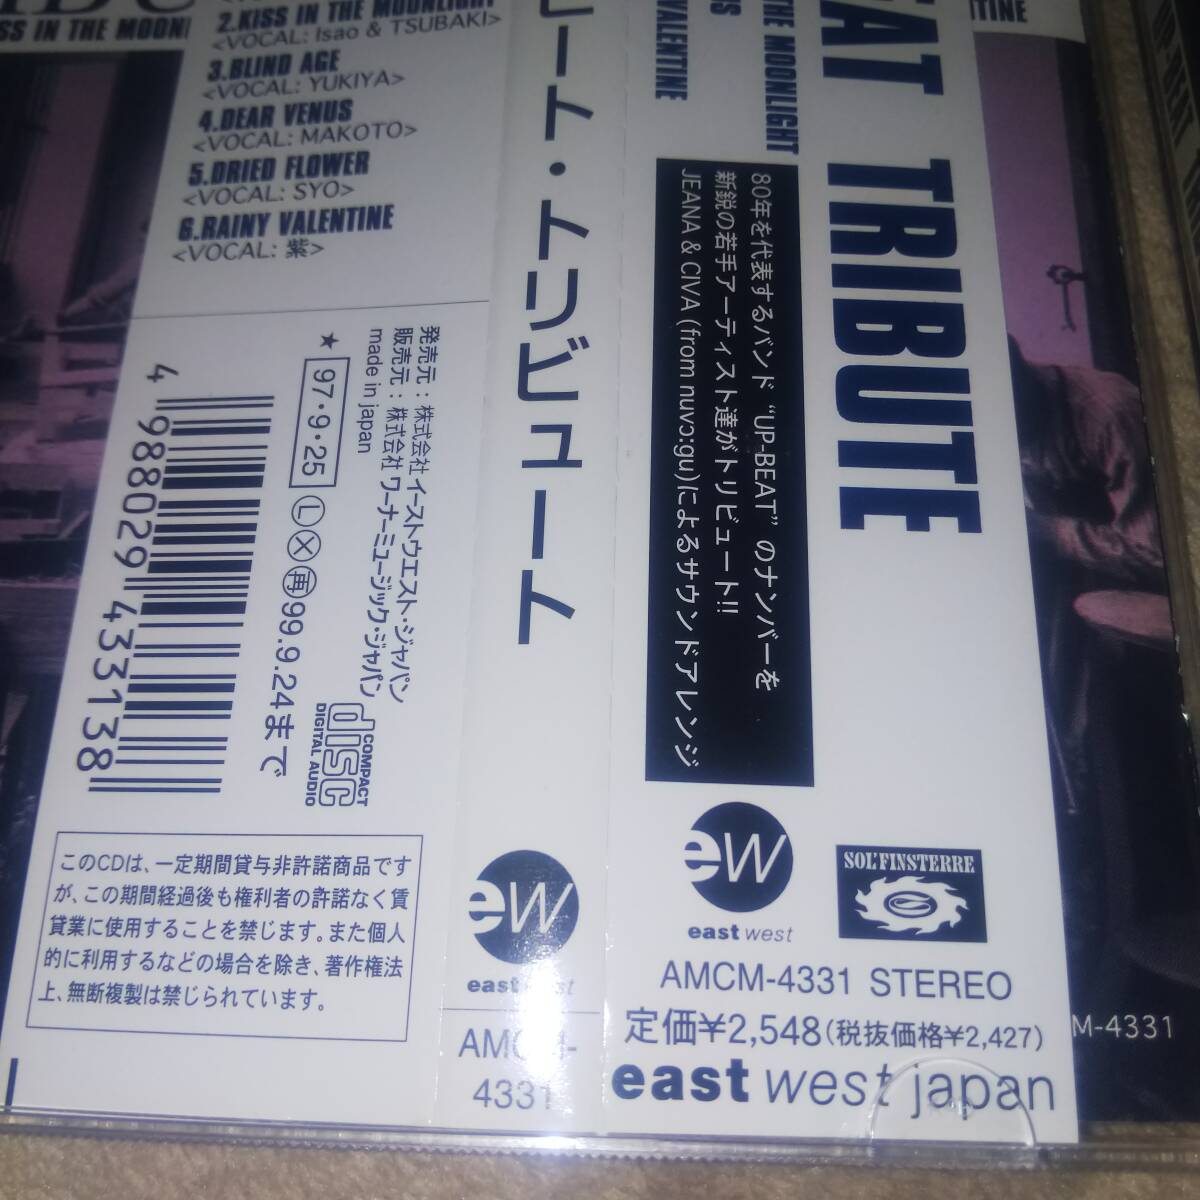 2.KISS IN THE MOONLIGHT
<VOCAL: Isao & TSUBAKI>
3.BLIND AGE
<VOCAL: YUKIYA>
4.DEAR VENUS
<VOCAL: MAKOTO>
5.DRIED FLOWER
<VOCAL: SYO>
6.RAINY VALENTINE
<VOCAL: 紫>
発売元：株式会社 イーストウエスト・ジャパン
販売元：株式会社 ワーナーミュージック・ジャパン
made in japan
★ 97・9・25 Ⓛ Ⓧ ㊢99.9.24まで
COMPACT
disc
DIGITAL AUDIO
4 988029 433138
このCDは、一定期間貸与非許諾商品です
が、この期間経過後も権利者の許諾なく賃
貸業に使用することを禁じます。また個人
的に利用するなどの場合を除き、著作権法
上、無断複製は禁じられています。
ート・トリビュート
ew
east west
AMCM-
4331
THE MOONLIGHT
VALENTINE
AT TRIBUTE
80年を代表するバンド“UP-BEAT”のナンバーを
新鋭の若手アーティスト達がトリビュート!!
JEANA & CIVA (from nuvɔ:gu)によるサウンドアレンジ
ew
east west
SOL'FINSTERRE
AMCM-4331 STEREO
定価¥2,548(税抜価格¥2,427)
east west japan
M-4331